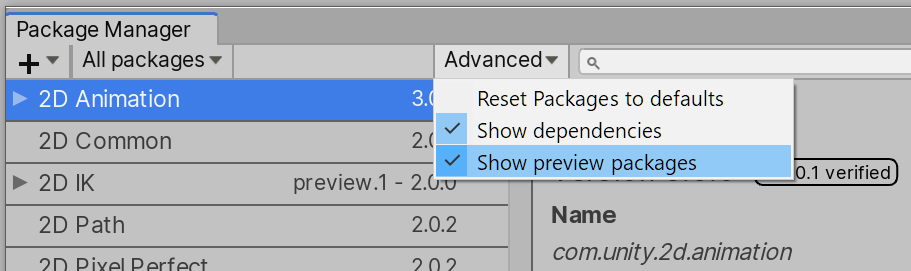 Package Manager
+ All packages Advanced
2D Animation 3.0
Reset Packages to defaults
2D Common 2.0
Show dependencies
Show preview packages
2D IK preview.1 - 2.0.0
0.1 verified
2D Path 2.0.2
Name
com.unity.2d.animation
2D Pixel Perfect 2.0.2